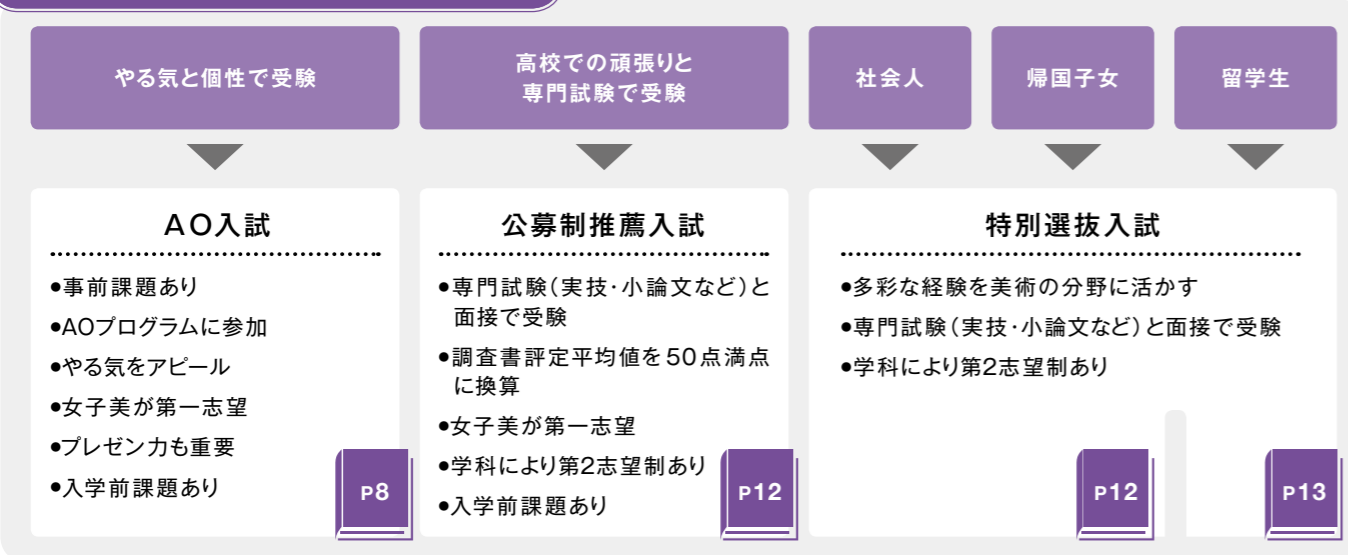 やる気と個性で受験
高校での頑張りと
専門試験で受験
社会人
帰国子女
留学生
AO入試
●事前課題あり
●AOプログラムに参加
●やる気をアピール
●女子美が第一志望
●プレゼン力も重要
●入学前課題あり
P8
公募制推薦入試
●専門試験（実技・小論文など）と
面接で受験
●調査書評定平均値を50点満点
に換算
●女子美が第一志望
●学科により第2志望制あり
●入学前課題あり
P12
特別選抜入試
●多彩な経験を美術の分野に活かす
●専門試験（実技・小論文など）と面接で受験
●学科により第2志望制あり
P12
P13